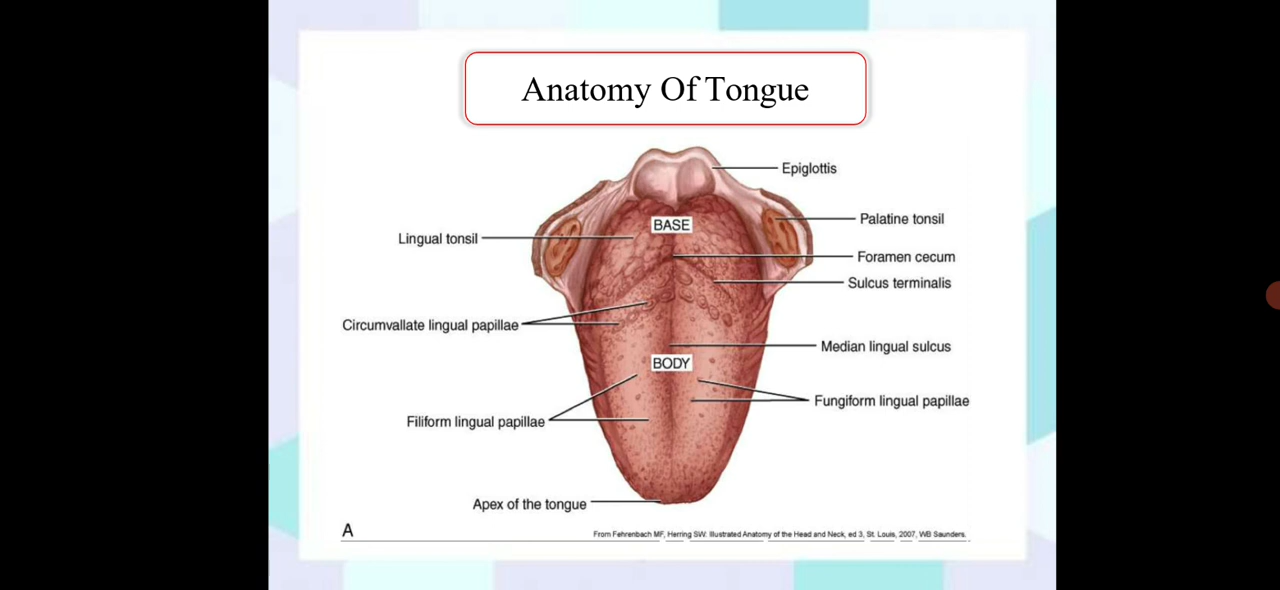 Anatomy Of Tongue
Epiglottis
BASE
Palatine tonsil
Lingual tonsil
Foramen cecum
Sulcus terminalis
Circumvallate lingual papillae
Median lingual sulcus
BODY
Fungiform lingual papillae
Filiform lingual papillae
Apex of the tongue
A
From Fehrenbach MF, Herring SW: Illustrated Anatomy of the Head and Neck, ed 3, St. Louis, 2007, WB Saunders.